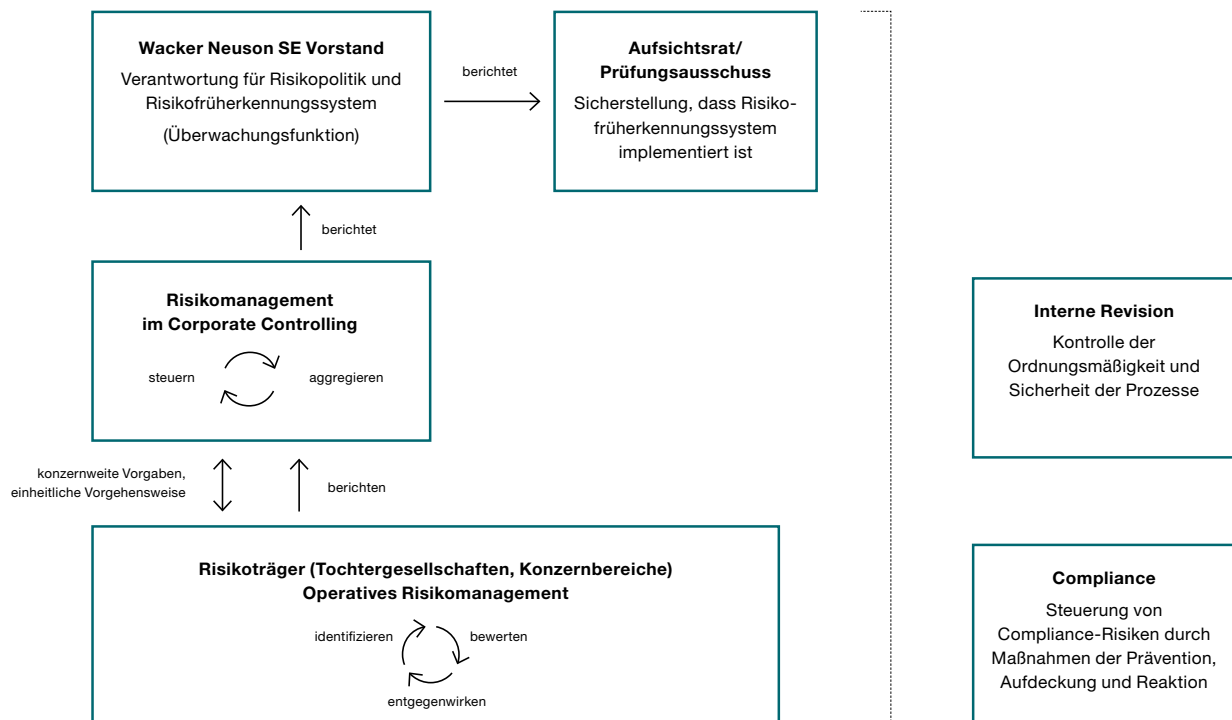 Wacker Neuson SE Vorstand
Verantwortung für Risikopolitik und
Risikofrüherkennungssystem
(Überwachungsfunktion)
berichtet
Aufsichtsrat/
Prüfungsausschuss
Sicherstellung, dass Risiko-
früherkennungssystem
implementiert ist
berichtet
Risikomanagement
im Corporate Controlling
steuern
aggregieren
Interne Revision
Kontrolle der
Ordnungsmäßigkeit und
Sicherheit der Prozesse
konzernweite Vorgaben,
einheitliche Vorgehensweise
berichten
Risikoträger (Tochtergesellschaften, Konzernbereiche)
Operatives Risikomanagement
identifizieren
bewerten
entgegenwirken
Compliance
Steuerung von
Compliance-Risiken durch
Maßnahmen der Prävention,
Aufdeckung und Reaktion